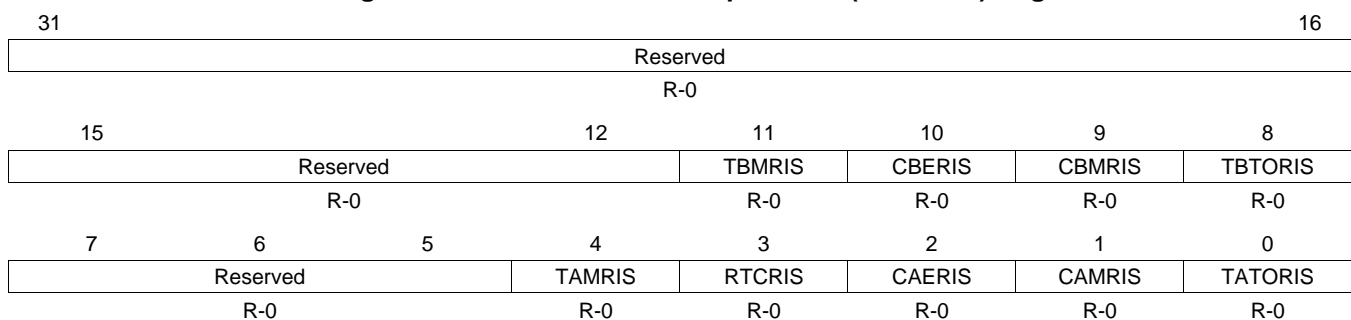 31 16
Reserved
R-0
15 12 11 10 9 8
Reserved TBMRIS CBERIS CBMRIS TBTORIS
R-0 R-0 R-0 R-0 R-0
7 6 5 4 3 2 1 0
Reserved TAMRIS RTCRIS CAERIS CAMRIS TATORIS
R-0 R-0 R-0 R-0 R-0 R-0